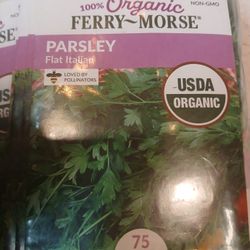 100% Organic
NON-GMO
FERRY-MORSE®
PARSLEY
Flat Italian
LOVED BY
POLLINATORS
USDA
ORGANIC
75